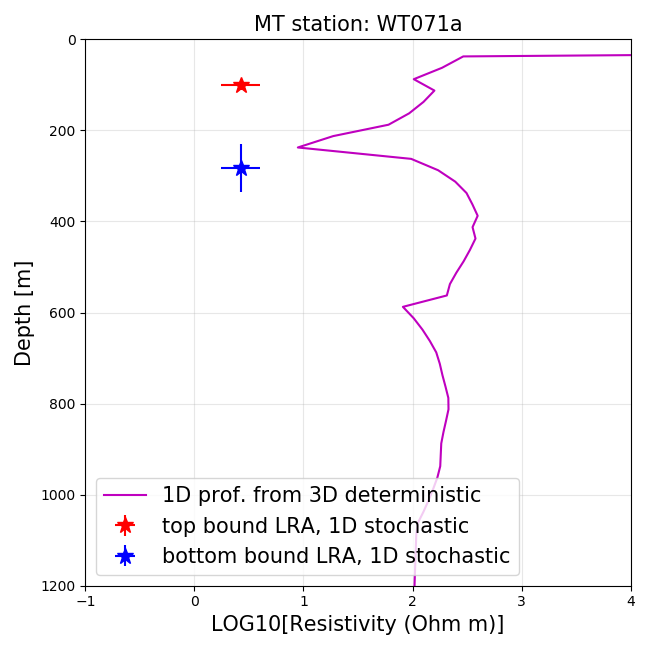 MT station: WT071a
0
200
400
600
800
1000
1200
Depth [m]
1D prof. from 3D deterministic
top bound LRA, 1D stochastic
bottom bound LRA, 1D stochastic
−1 0 1 2 3 4
LOG10[Resistivity (Ohm m)]